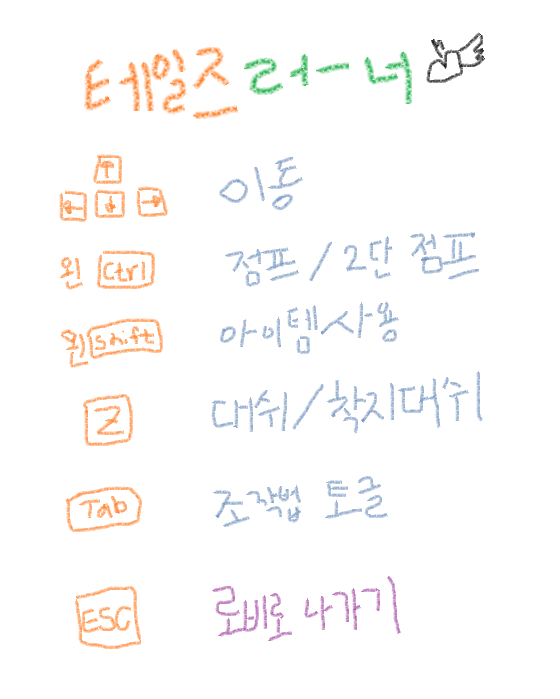 테일즈 러너
↑
← ↓ → 이동
왼 Ctrl 점프 / 2단 점프
왼 Shift 아이템사용
Z 대쉬/착지대쉬
Tab 조작법 토글
ESC 로비로 나가기